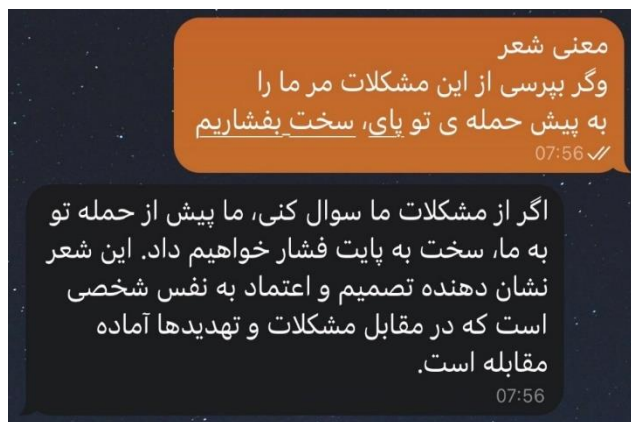 معنی شعر
وگر بپرسی از این مشکلات مر ما را
به پیش حمله ی تو پای، سخت بفشاریم
07:56
اگر از مشکلات ما سوال کنی، ما پیش از حمله تو
به ما، سخت به پایت فشار خواهیم داد. این شعر
نشان دهنده تصمیم و اعتماد به نفس شخصی
است که در مقابل مشکلات و تهدیدها آماده
مقابله است.
07:56